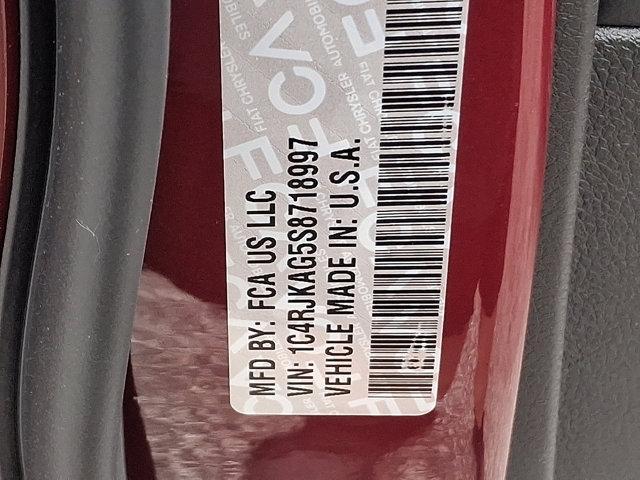 MFD BY: FCA US LLC
VIN: 1C4RJKAG5S8718997
VEHICLE MADE IN: U.S.A.